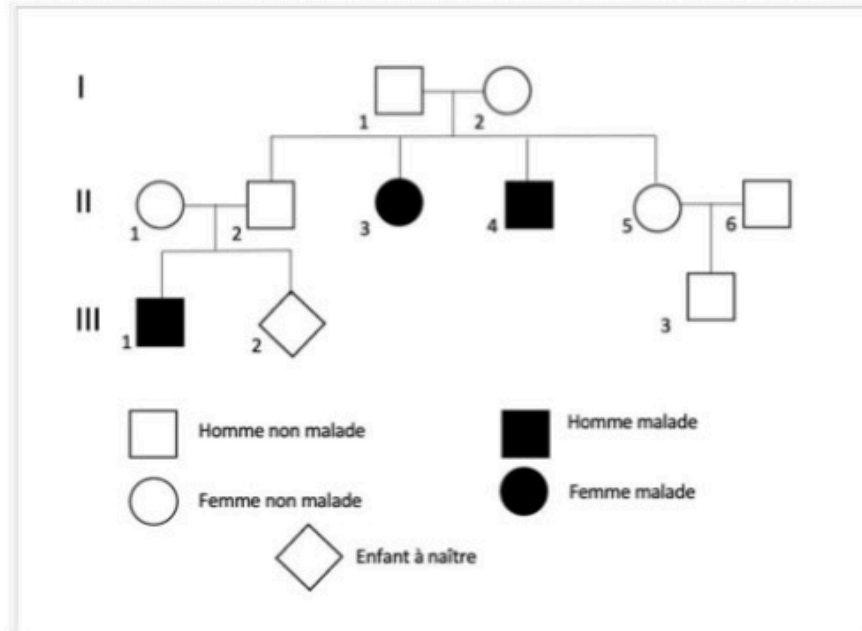 I
1
2
II
1
2
3
4
5
6
III
1
2
3
Homme non malade
Homme malade
Femme non malade
Femme malade
Enfant à naître